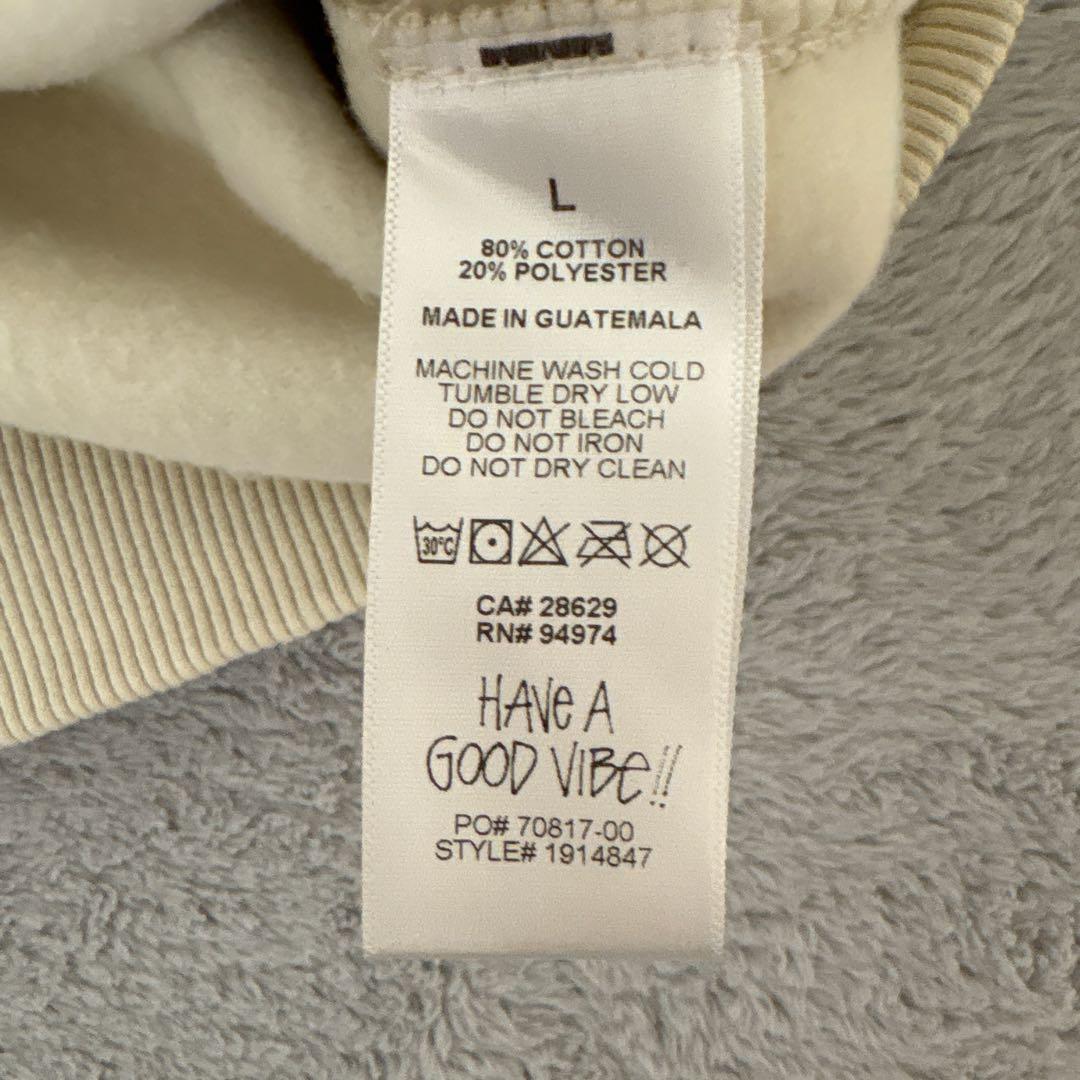 L
80% COTTON
20% POLYESTER
MADE IN GUATEMALA
MACHINE WASH COLD
TUMBLE DRY LOW
DO NOT BLEACH
DO NOT IRON
DO NOT DRY CLEAN
30°C
CA# 28629
RN# 94974
HAVE A
GOOD VIBE!!
PO# 70817-00
STYLE# 1914847